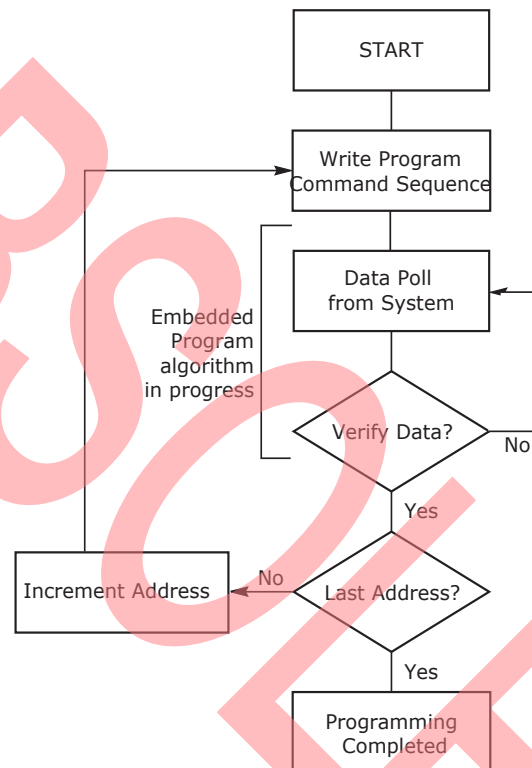 START
Write Program
Command Sequence
Data Poll
from System
Embedded
Program
algorithm
in progress
Verify Data?
No
Yes
Increment Address
No
Last Address?
Yes
Programming
Completed